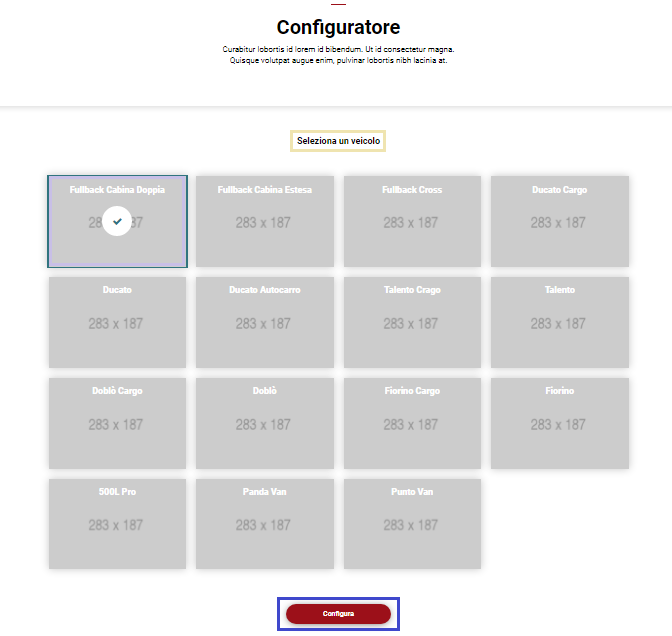 Configuratore
Curabitur lobortis id lorem id bibendum. Ut id consectetur magna.
Quisque volutpat augue enim, pulvinar lobortis nibh lacinia at.
Seleziona un veicolo
Fullback Cabina Doppia
Fullback Cabina Estesa
Fullback Cross
Ducato Cargo
283 x 187
283 x 187
283 x 187
Ducato
Ducato Autocarro
Talento Crago
Talento
283 x 187
283 x 187
283 x 187
283 x 187
Doblò Cargo
Doblò
Fiorino Cargo
Fiorino
283 x 187
283 x 187
283 x 187
283 x 187
500L Pro
Panda Van
Punto Van
283 x 187
283 x 187
283 x 187
Configura